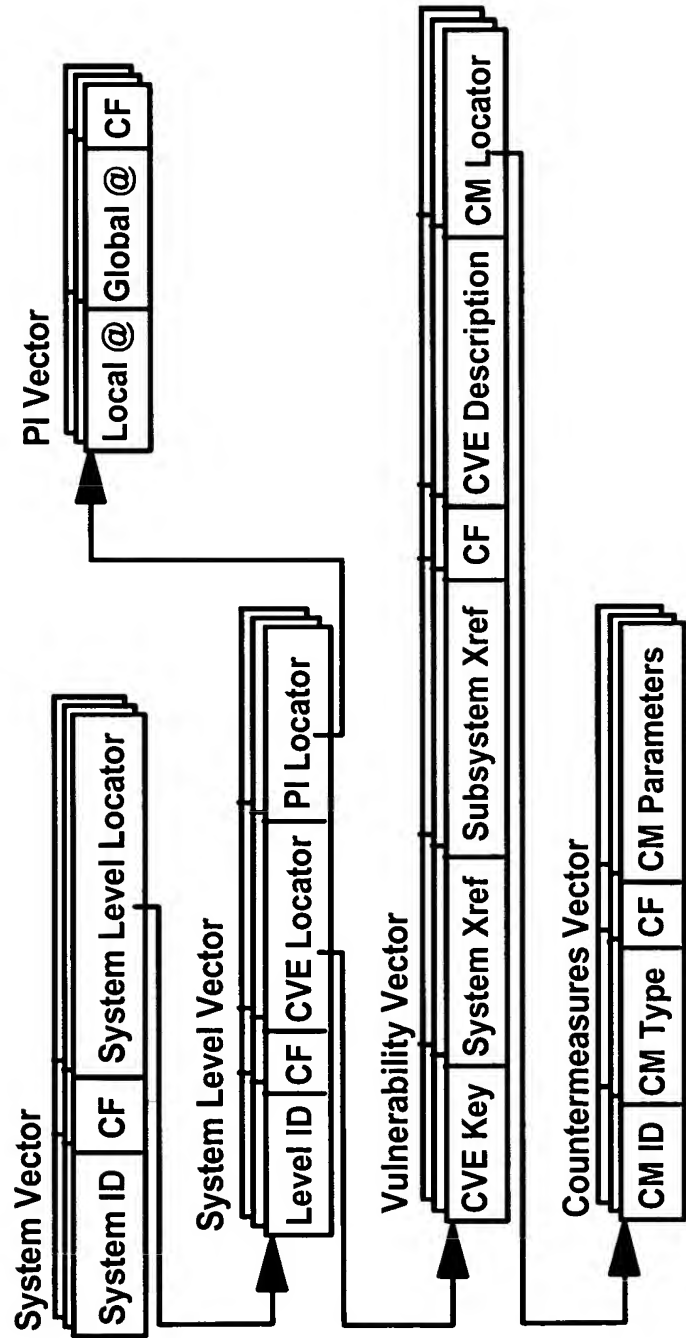 System Vector
System ID CF System Level Locator
PI Vector
Local @ Global @ CF
System Level Vector
Level ID CF CVE Locator PI Locator
Vulnerability Vector
CVE Key System Xref Subsystem Xref CF CVE Description CM Locator
Countermeasures Vector
CM ID CM Type CF CM Parameters